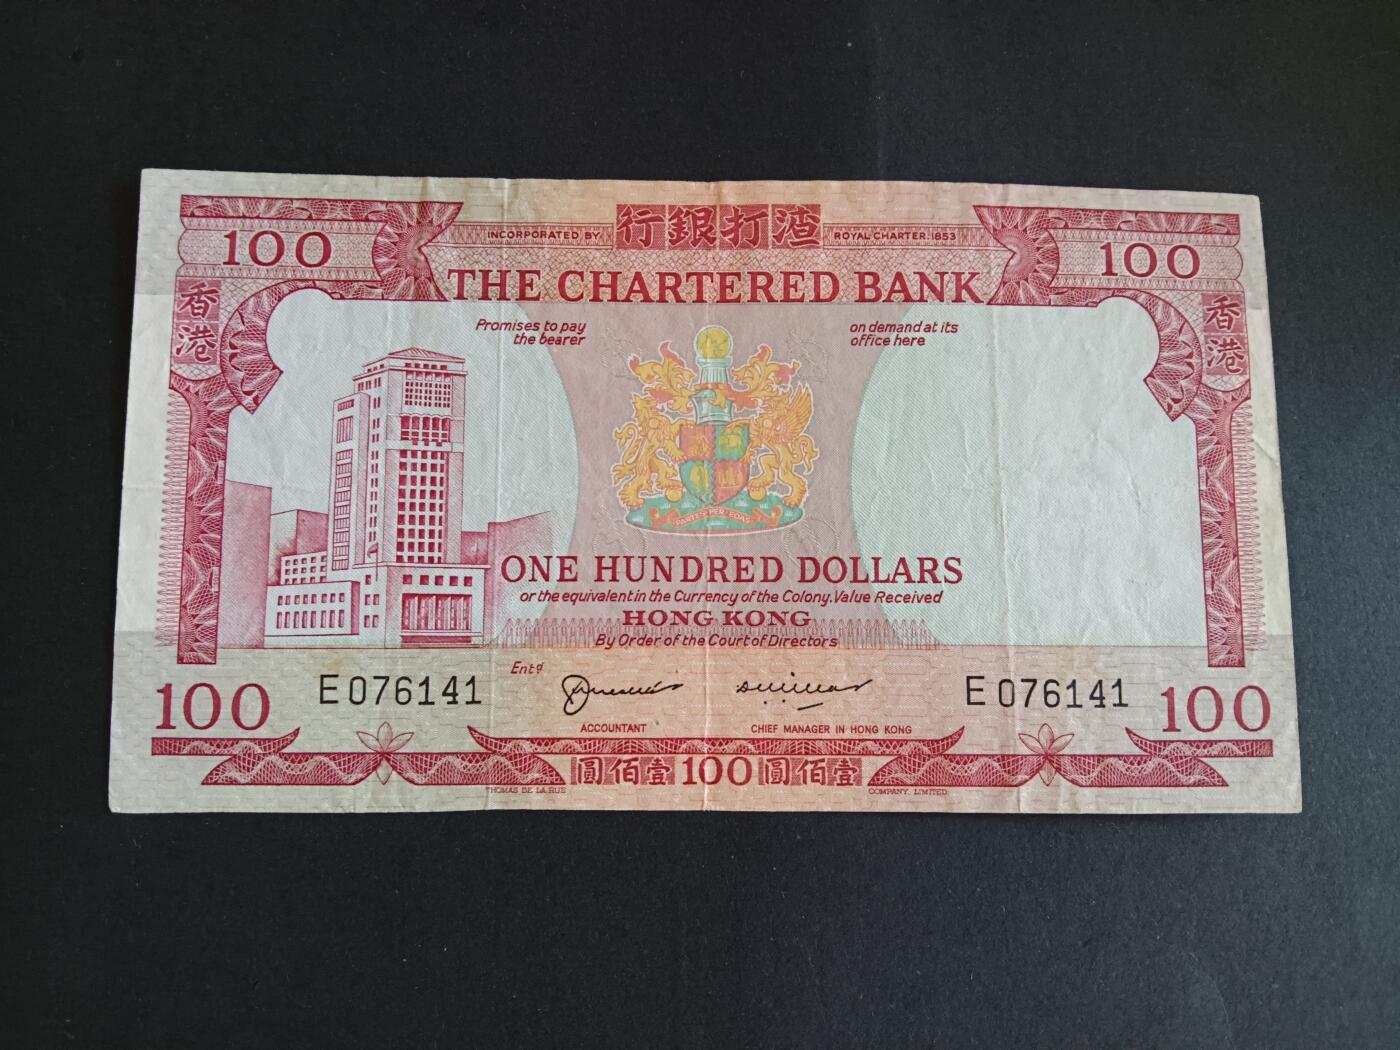 INCORPORATED BY 行銀打渣 ROYAL CHARTER.1853
100 100
THE CHARTERED BANK
香港 香港
Promises to pay the bearer
on demand at its office here
PARTES PER EOAS
ONE HUNDRED DOLLARS
or the equivalent in the Currency of the Colony. Value Received
HONG KONG
By Order of the Court of Directors
Entd
E 076141 E 076141
100 100
ACCOUNTANT CHIEF MANAGER IN HONG KONG
圓佰壹 100 圓佰壹
THOMAS DE LA RUE COMPANY, LIMITED.